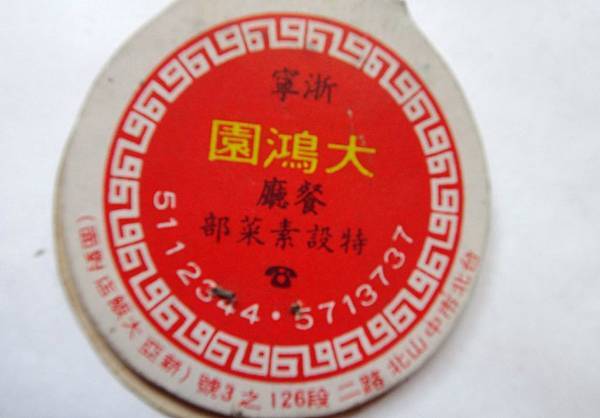 浙寧
大鴻園
餐廳
特設素菜部
☎
5112344・5713737
台北市中山北路二段126之3號(新亞大飯店對面)